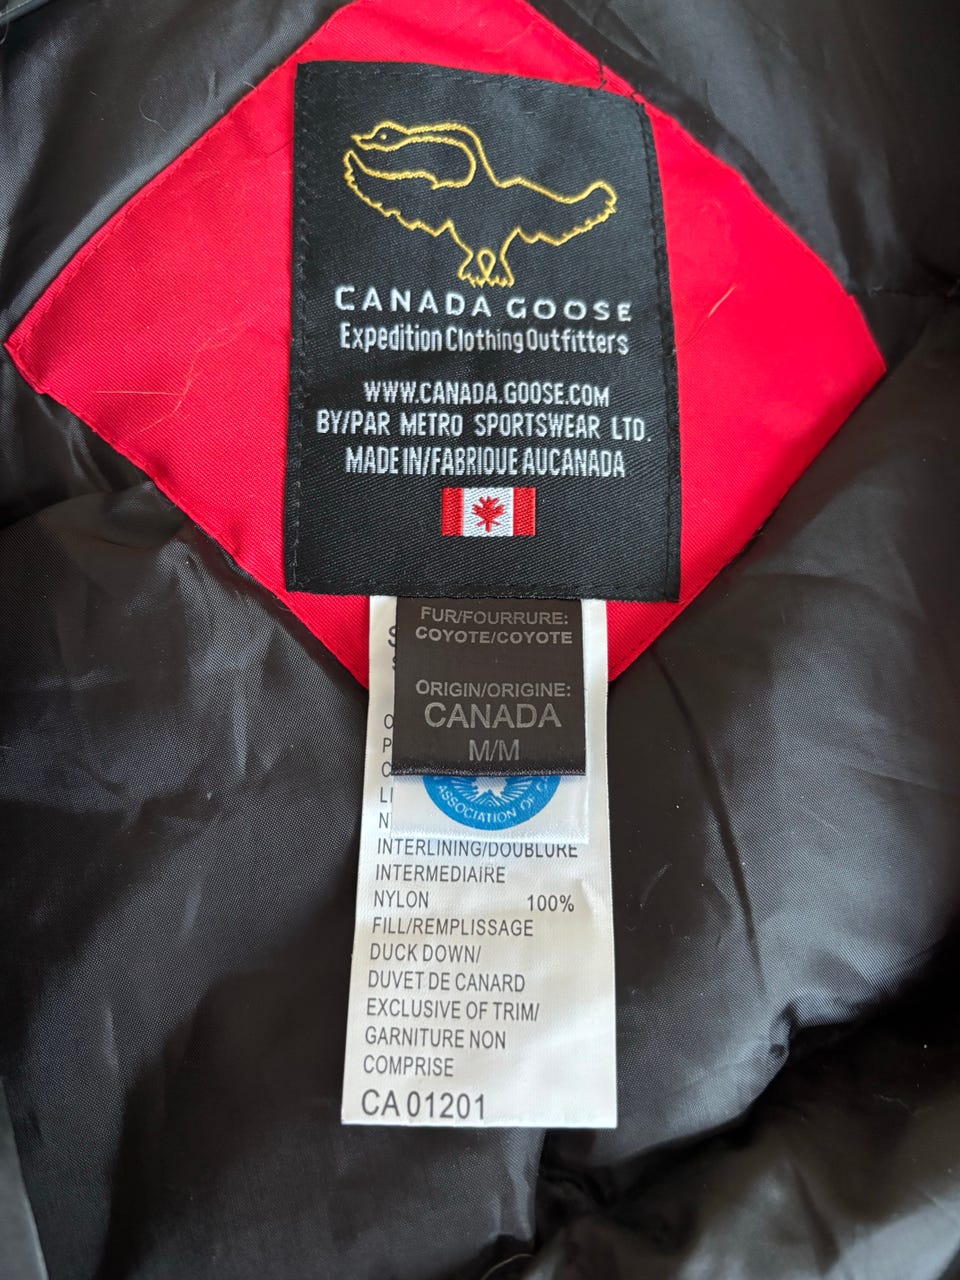 CANADA GOOSE
Expedition Clothing Outfitters
WWW.CANADA.GOOSE.COM
BY/PAR METRO SPORTSWEAR LTD.
MADE IN/FABRIQUE AUCANADA
FUR/FOURRURE:
COYOTE/COYOTE
ORIGIN/ORIGINE:
CANADA
M/M
ASSOCIATION OF
INTERLINING/DOUBLURE
INTERMEDIAIRE
NYLON 100%
FILL/REMPLISSAGE
DUCK DOWN/
DUVET DE CANARD
EXCLUSIVE OF TRIM/
GARNITURE NON
COMPRISE
CA 01201